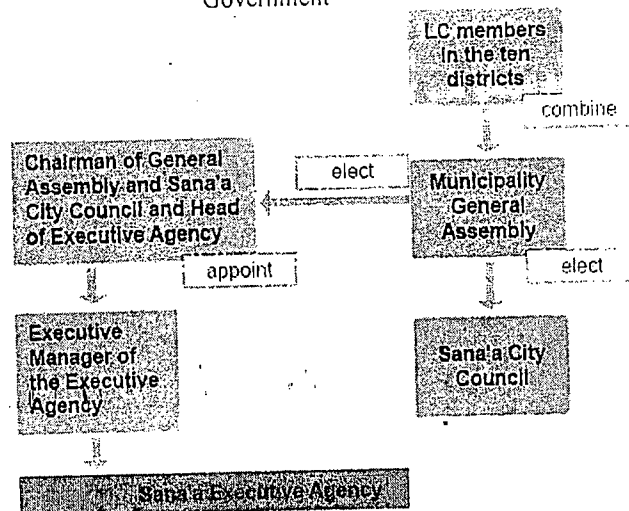 Government
LC members
in the ten
districts
combine
Chairman of General
Assembly and Sana'a
City Council and Head
of Executive Agency
elect
Municipality
General
Assembly
appoint
elect
Executive
Manager of
the Executive
Agency
Sana'a City
Council
Sana'a Executive Agency